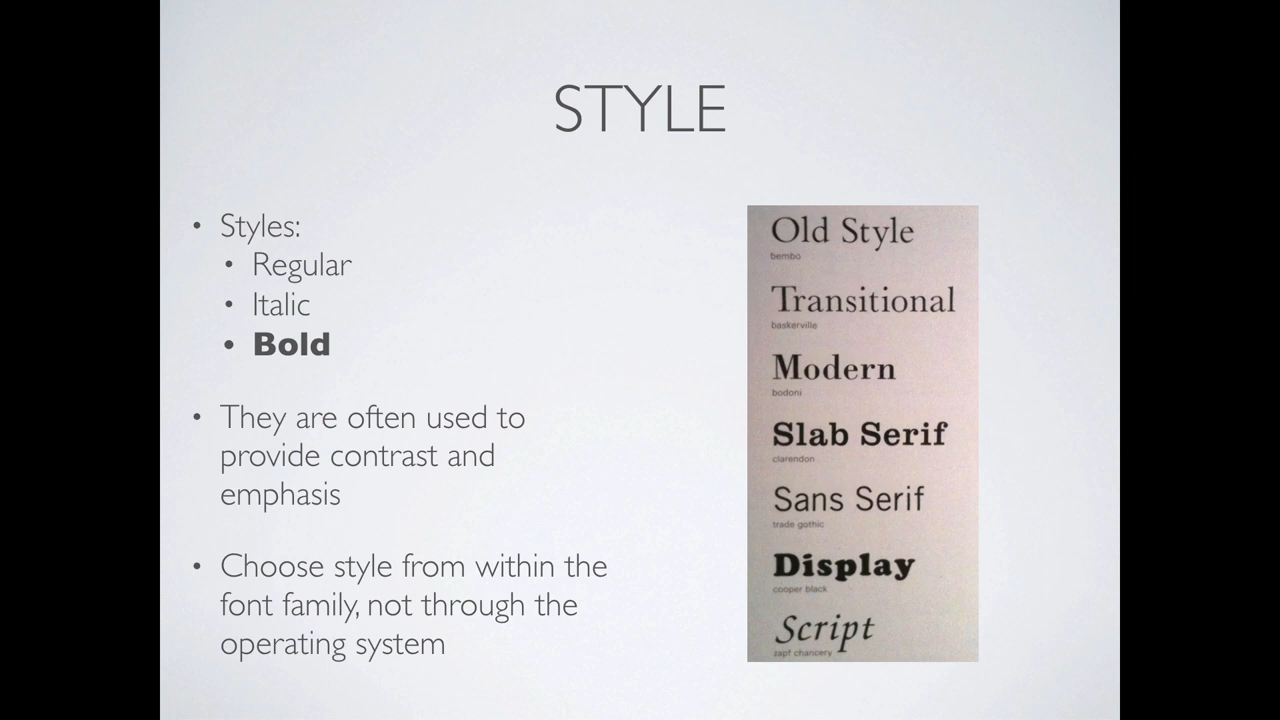 STYLE
• Styles:
• Regular
• Italic
• Bold
• They are often used to
provide contrast and
emphasis
• Choose style from within the
font family, not through the
operating system
Old Style
bembo
Transitional
baskerville
Modern
bodoni
Slab Serif
clarendon
Sans Serif
trade gothic
Display
cooper black
Script
zapf chancery